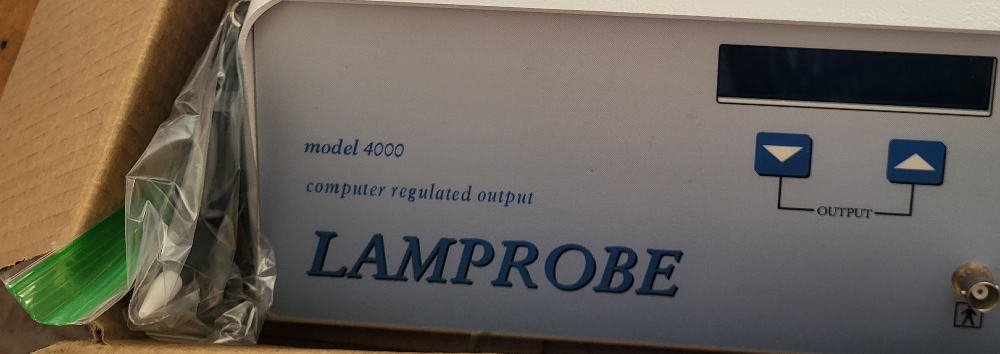 model 4000
computer regulated output
LAMPROBE
OUTPUT